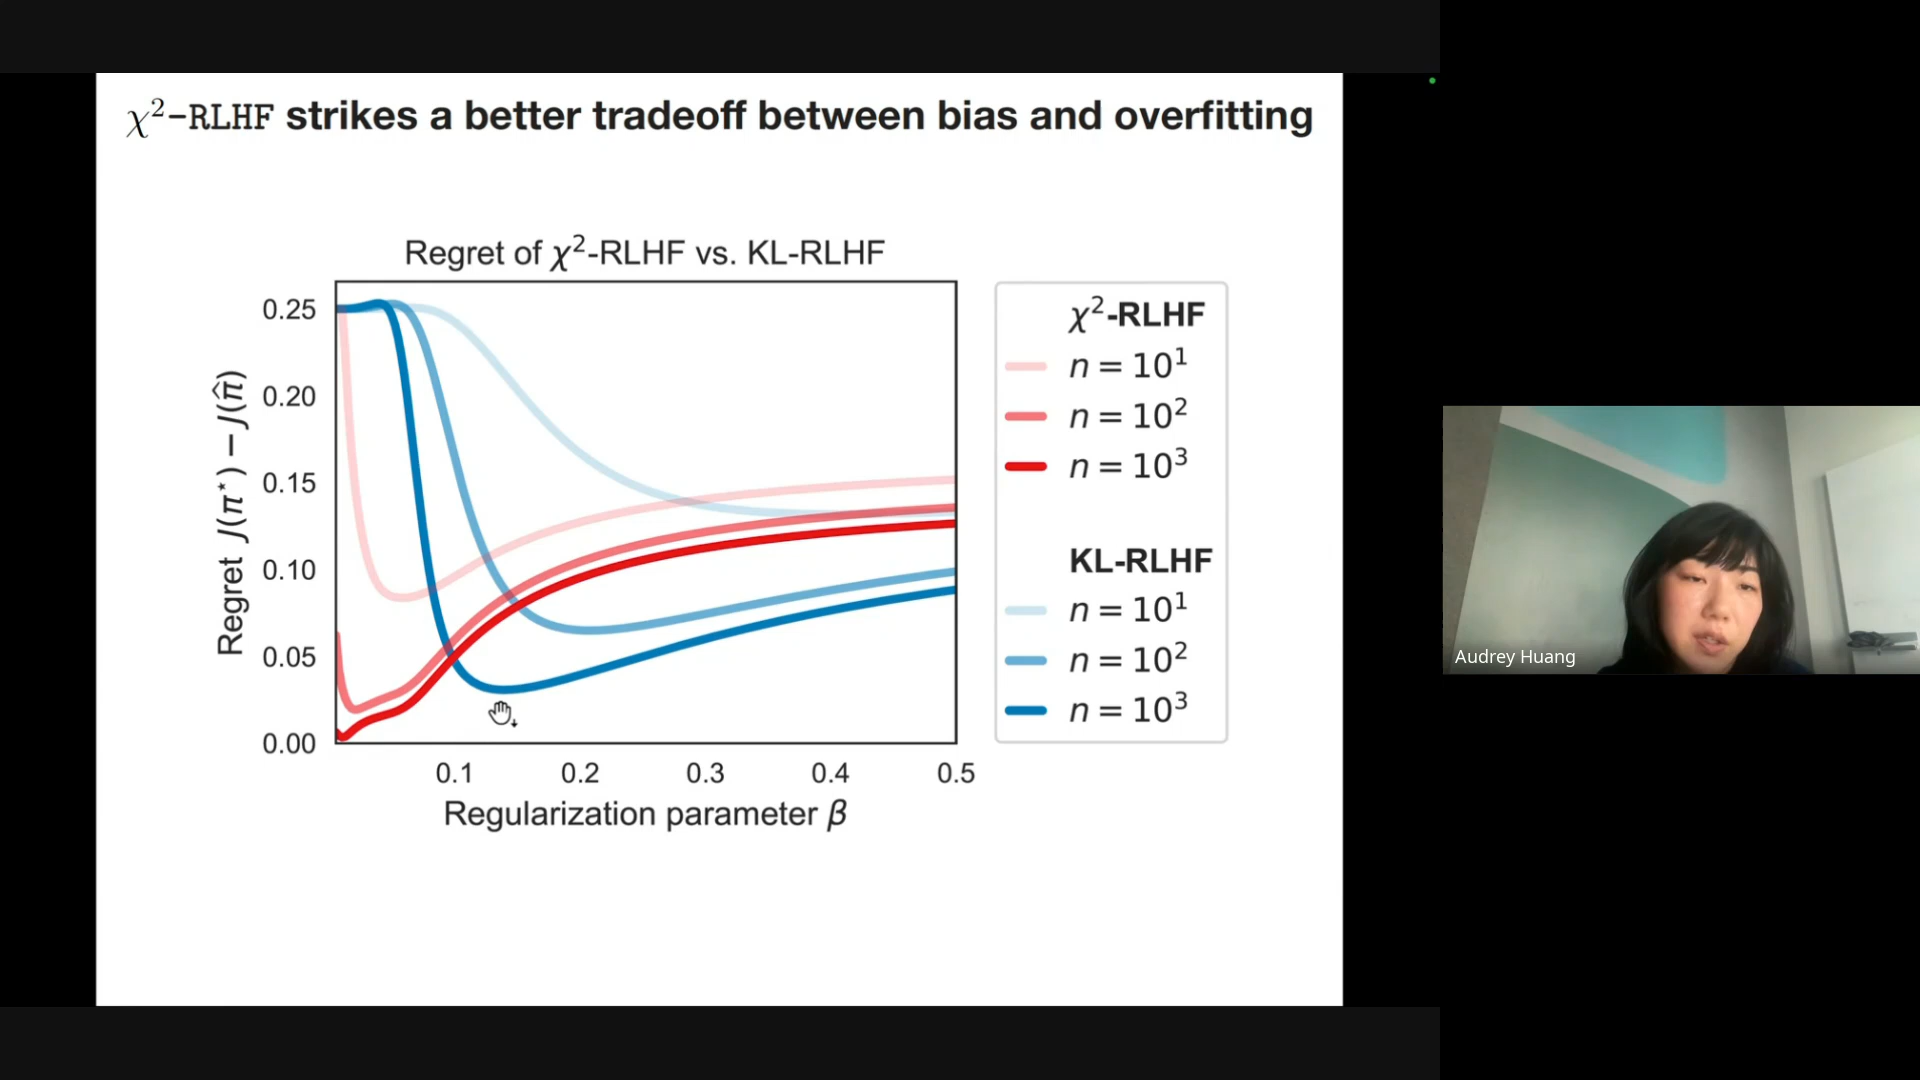 χ²-RLHF strikes a better tradeoff between bias and overfitting
Regret of χ²-RLHF vs. KL-RLHF
Regret J(π*) − J(π̂)
0.25
0.20
0.15
0.10
0.05
0.00
0.1 0.2 0.3 0.4 0.5
Regularization parameter β
χ²-RLHF
n = 10¹
n = 10²
n = 10³
KL-RLHF
n = 10¹
n = 10²
n = 10³
Audrey Huang